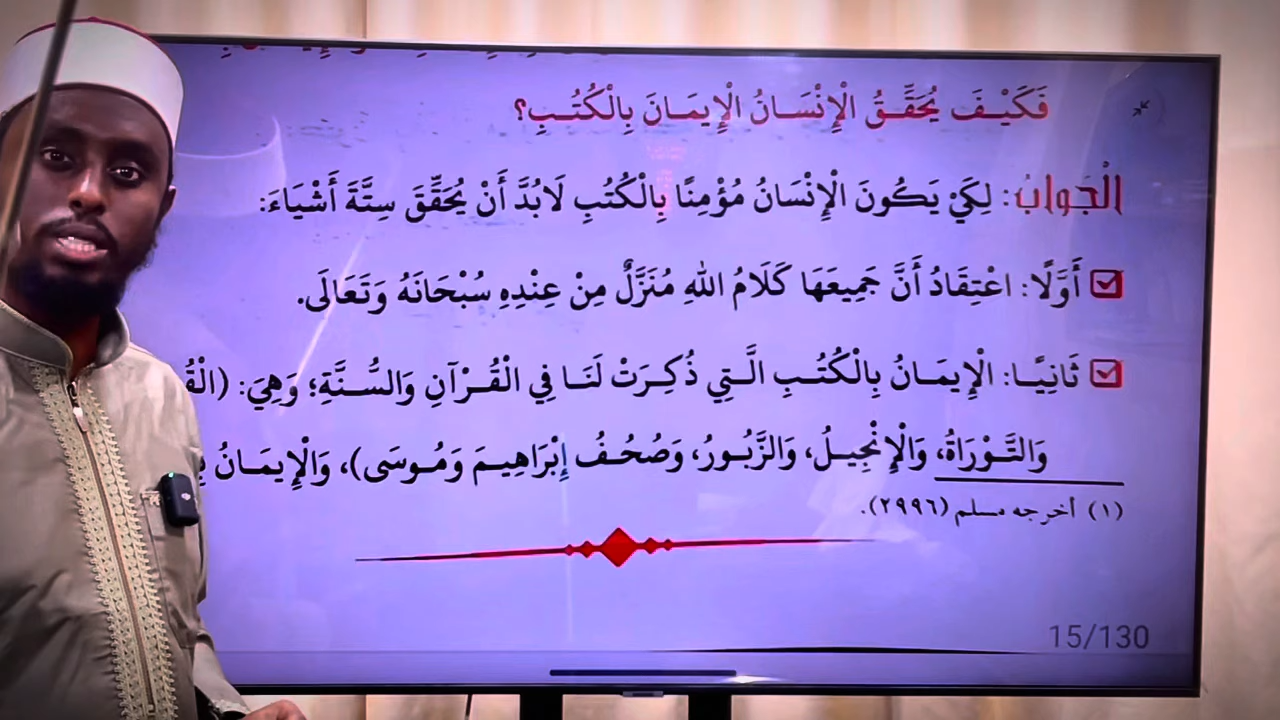 فَكَيْفَ يُحَقِّقُ الْإِنْسَانُ الْإِيمَانَ بِالْكُتُبِ؟
الْجَوَابُ: لِكَيْ يَكُونَ الْإِنْسَانُ مُؤْمِنًا بِالْكُتُبِ لَابُدَّ أَنْ يُحَقِّقَ سِتَّةَ أَشْيَاءَ:
أَوَّلًا: اعْتِقَادُ أَنَّ جَمِيعَهَا كَلَامُ اللهِ مُنَزَّلٌ مِنْ عِنْدِهِ سُبْحَانَهُ وَتَعَالَى.
ثَانِيًا: الْإِيمَانُ بِالْكُتُبِ الَّتِي ذُكِرَتْ لَنَا فِي الْقُرْآنِ وَالسُّنَّةِ؛ وَهِيَ:
وَالتَّوْرَاةُ، وَالْإِنْجِيلُ، وَالزَّبُورُ، وَصُحُفُ إِبْرَاهِيمَ وَمُوسَى)، وَالْإِيمَانُ
(١) أخرجه مسلم (٢٩٩٦).
15/130